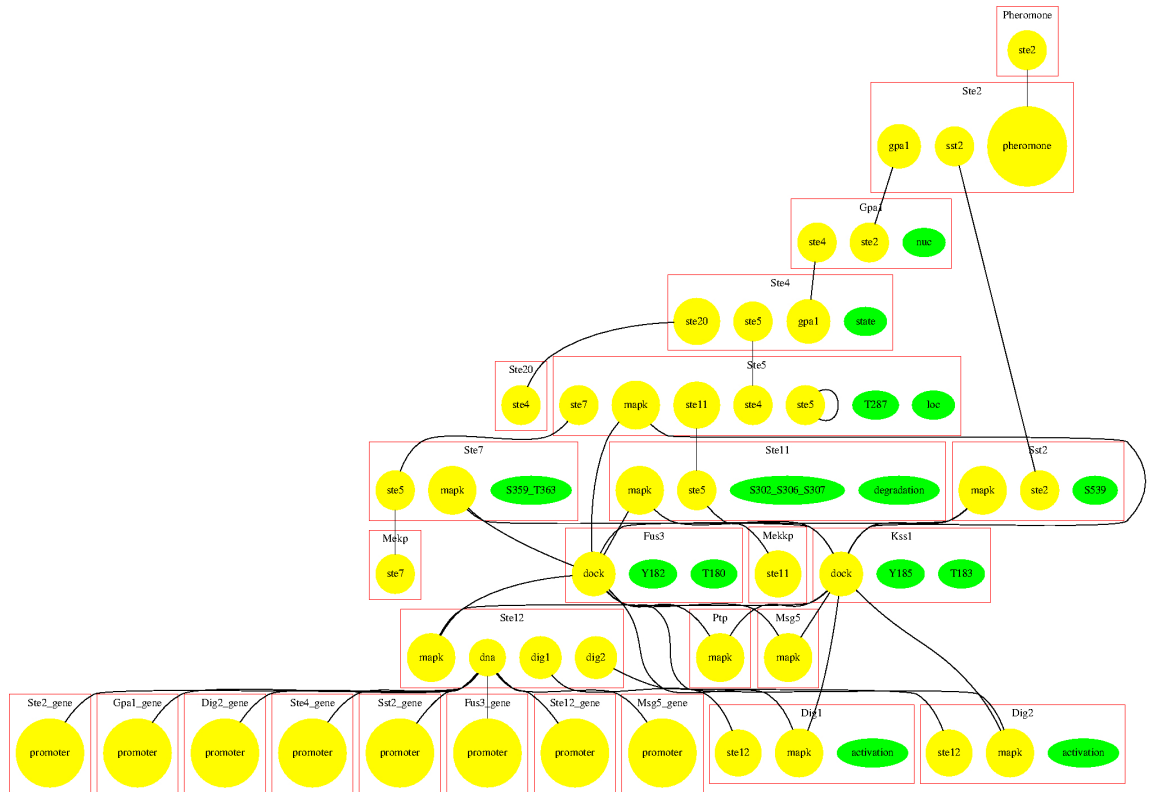 Pheromone
ste2
Ste2
gpa1 sst2 pheromone
Gpa1
ste4 ste2 nuc
Ste4
ste20 ste5 gpa1 state
Ste20 Ste5
ste4 ste7 mapk ste11 ste4 ste5 T287 loc
Ste7 Ste11 Sst2
ste5 mapk S359_T363 mapk ste5 S302_S306_S307 degradation mapk ste2 S539
Mekp Fus3 Mekkp Kss1
ste7 dock Y182 T180 ste11 dock Y185 T183
Ste12 Ptp Msg5
mapk dna dig1 dig2 mapk mapk
Ste2_gene Gpa1_gene Dig2_gene Ste4_gene Sst2_gene Fus3_gene Ste12_gene Msg5_gene Dig1 Dig2
promoter promoter promoter promoter promoter promoter promoter promoter ste12 mapk activation ste12 mapk activation